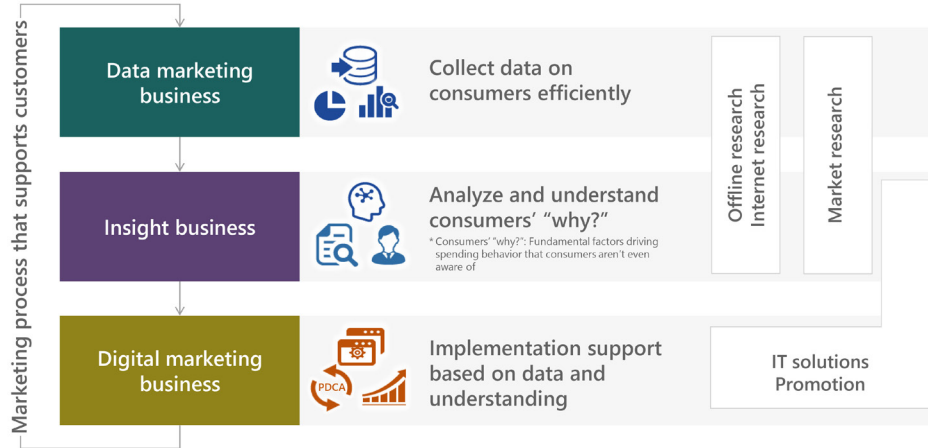 Marketing process that supports customers
Data marketing
business
Collect data on
consumers efficiently
Offline research
Internet research
Market research
Insight business
Analyze and understand
consumers’ “why?”
* Consumers’ “why?”: Fundamental factors driving
spending behavior that consumers aren't even
aware of
Digital marketing
business
PDCA
Implementation support
based on data and
understanding
IT solutions
Promotion